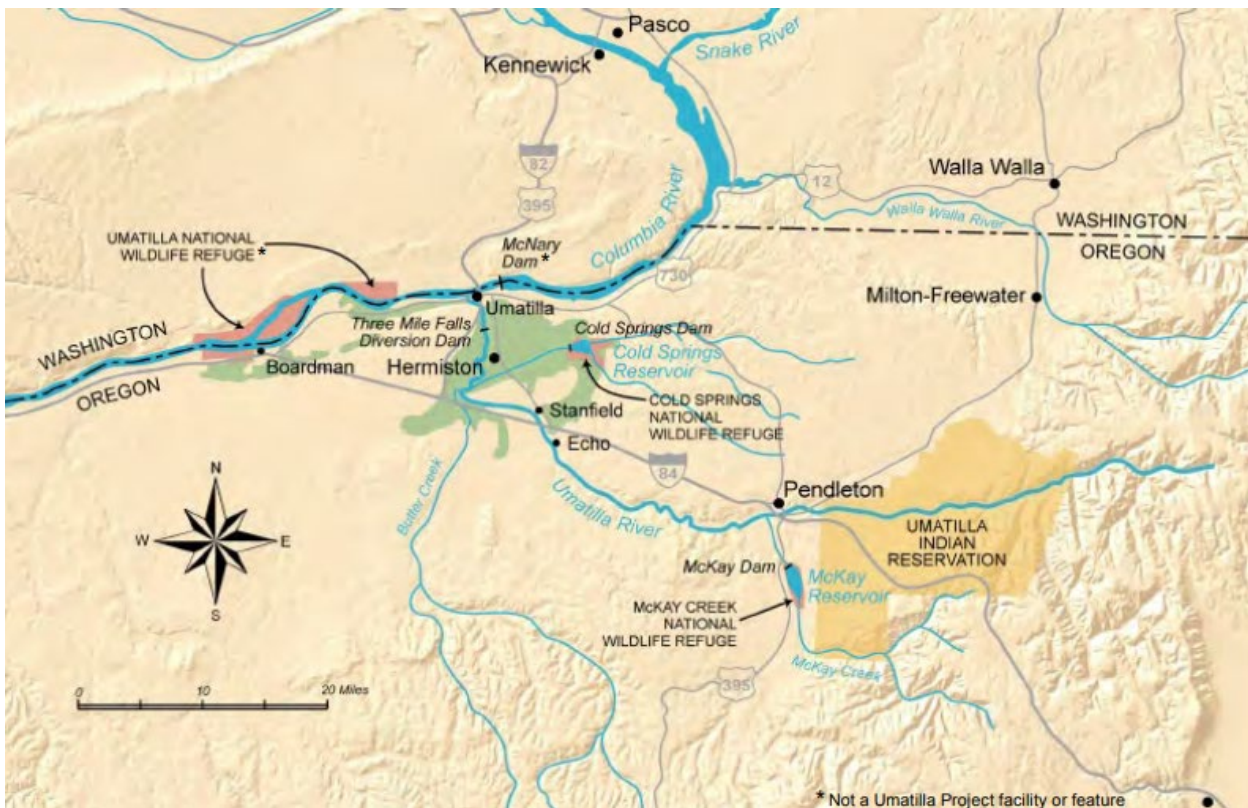 Pasco
Snake River
Kennewick
82
395
12
Walla Walla
Walla Walla River
WASHINGTON
OREGON
UMATILLA NATIONAL
WILDLIFE REFUGE *
McNary
Dam *
Columbia River
730
Milton-Freewater
Umatilla
Three Mile Falls
Diversion Dam
Cold Springs Dam
WASHINGTON
OREGON
Boardman
Hermiston
Cold Springs
Reservoir
COLD SPRINGS
NATIONAL
WILDLIFE REFUGE
Stanfield
Echo
84
Butter Creek
Umatilla River
Pendleton
UMATILLA
INDIAN
RESERVATION
N
W
E
S
McKay Dam
McKay
Reservoir
McKAY CREEK
NATIONAL
WILDLIFE REFUGE
McKay Creek
395
0 10 20 Miles
* Not a Umatilla Project facility or feature